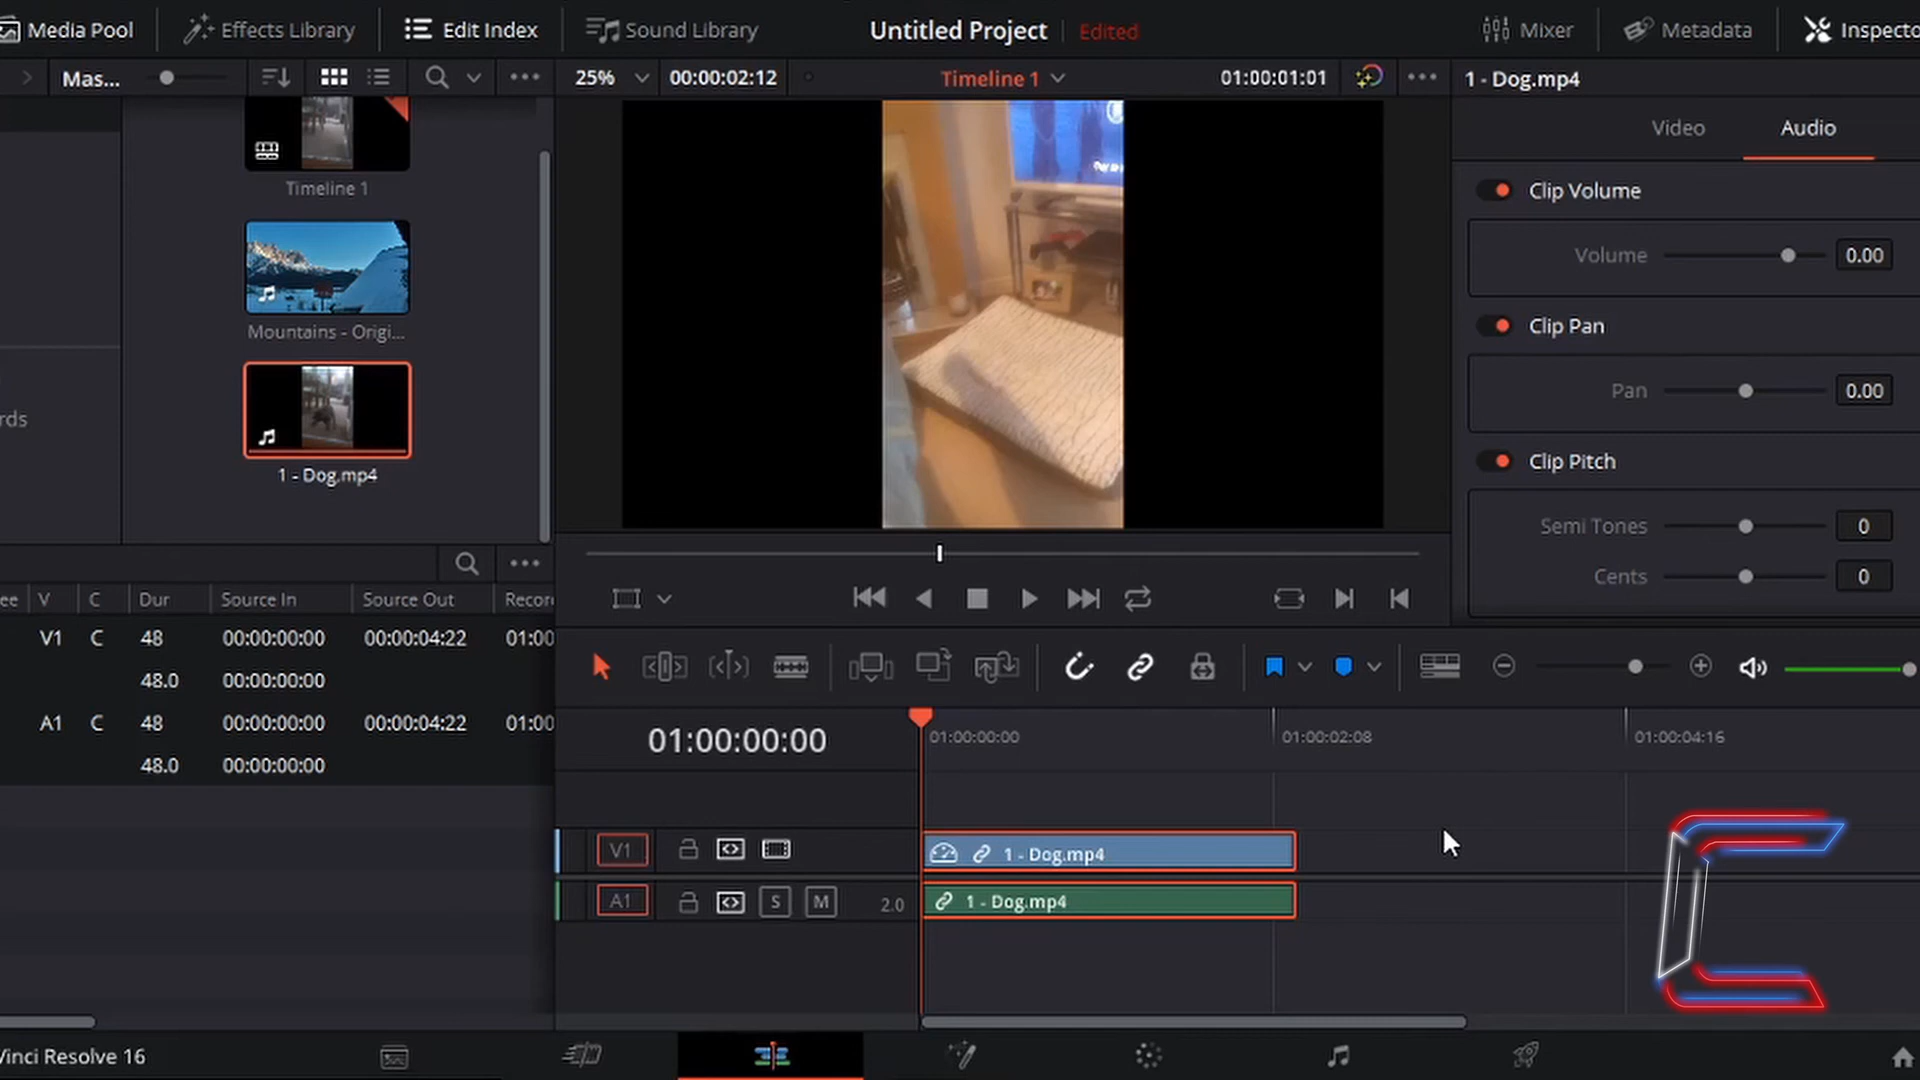 Media Pool
Effects Library
Edit Index
Sound Library
Untitled Project
Edited
Mixer
Metadata
Inspecto
Mas...
25%
00:00:02:12
Timeline 1
01:00:01:01
1 - Dog.mp4
Video
Audio
Timeline 1
Mountains - Origi...
1 - Dog.mp4
rds
Clip Volume
Volume
0.00
Clip Pan
Pan
0.00
Clip Pitch
Semi Tones
0
Cents
0
ee V C Dur Source In Source Out Recor
V1 C 48 00:00:00:00 00:00:04:22 01:00
48.0 00:00:00:00
A1 C 48 00:00:00:00 00:00:04:22 01:00
48.0 00:00:00:00
01:00:00:00
01:00:00:00
01:00:02:08
01:00:04:16
V1
1 - Dog.mp4
A1
S
M
2.0
1 - Dog.mp4
Vinci Resolve 16